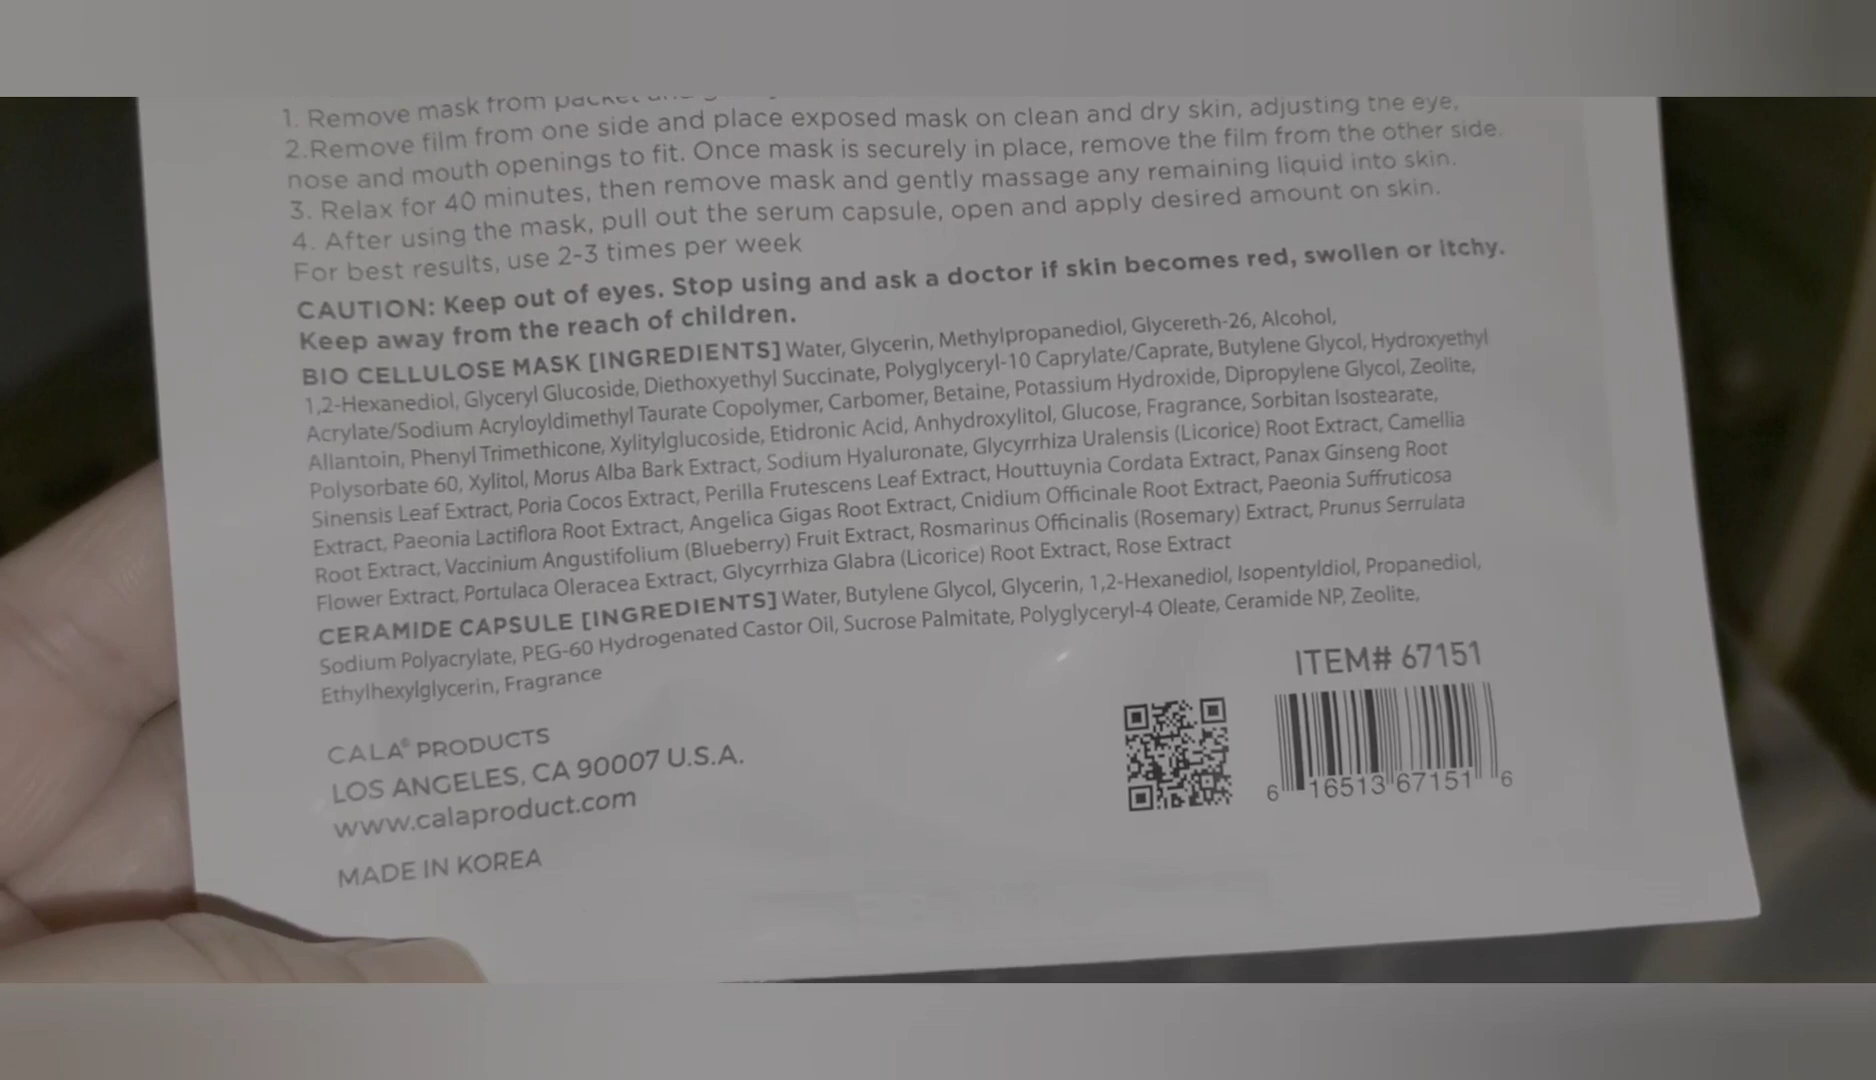 1. Remove mask from
2.Remove film from one side and place exposed mask on clean and dry skin, adjusting the eye,
nose and mouth openings to fit. Once mask is securely in place, remove the film from the other side.
3. Relax for 40 minutes, then remove mask and gently massage any remaining liquid into skin.
4. After using the mask, pull out the serum capsule, open and apply desired amount on skin.
For best results, use 2-3 times per week
CAUTION: Keep out of eyes. Stop using and ask a doctor if skin becomes red, swollen or itchy.
Keep away from the reach of children.
BIO CELLULOSE MASK [INGREDIENTS] Water, Glycerin, Methylpropanediol, Glycereth-26, Alcohol,
1,2-Hexanediol, Glyceryl Glucoside, Diethoxyethyl Succinate, Polyglyceryl-10 Caprylate/Caprate, Butylene Glycol, Hydroxyethyl
Acrylate/Sodium Acryloyldimethyl Taurate Copolymer, Carbomer, Betaine, Potassium Hydroxide, Dipropylene Glycol, Zeolite,
Allantoin, Phenyl Trimethicone, Xylitylglucoside, Etidronic Acid, Anhydroxylitol, Glucose, Fragrance, Sorbitan Isostearate,
Polysorbate 60, Xylitol, Morus Alba Bark Extract, Sodium Hyaluronate, Glycyrrhiza Uralensis (Licorice) Root Extract, Camellia
Sinensis Leaf Extract, Poria Cocos Extract, Perilla Frutescens Leaf Extract, Houttuynia Cordata Extract, Panax Ginseng Root
Extract, Paeonia Lactiflora Root Extract, Angelica Gigas Root Extract, Cnidium Officinale Root Extract, Paeonia Suffruticosa
Root Extract, Vaccinium Angustifolium (Blueberry) Fruit Extract, Rosmarinus Officinalis (Rosemary) Extract, Prunus Serrulata
Flower Extract, Portulaca Oleracea Extract, Glycyrrhiza Glabra (Licorice) Root Extract, Rose Extract
CERAMIDE CAPSULE [INGREDIENTS] Water, Butylene Glycol, Glycerin, 1,2-Hexanediol, Isopentyldiol, Propanediol,
Sodium Polyacrylate, PEG-60 Hydrogenated Castor Oil, Sucrose Palmitate, Polyglyceryl-4 Oleate, Ceramide NP, Zeolite,
Ethylhexylglycerin, Fragrance
ITEM# 67151
CALA® PRODUCTS
LOS ANGELES, CA 90007 U.S.A.
www.calaproduct.com
6 16513 67151 6
MADE IN KOREA